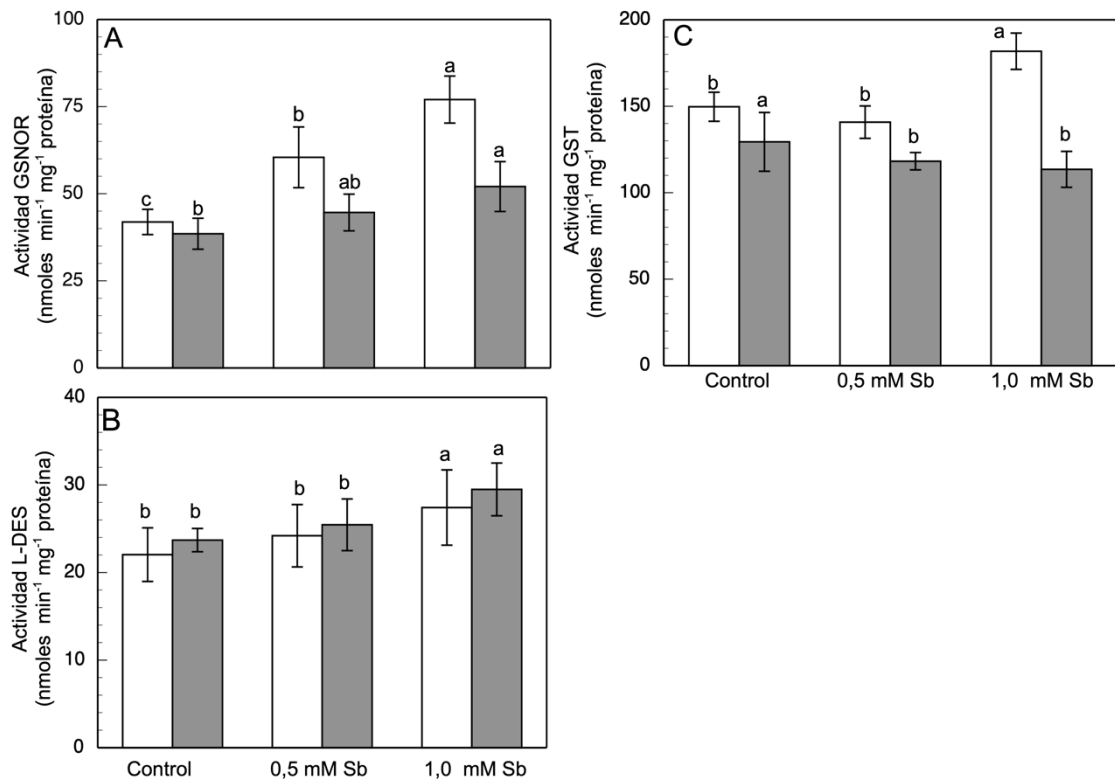 A
Actividad GSNOR
(nmoles min⁻¹ mg⁻¹ proteína)
100
75
50
25
0
c
b
b
ab
a
a
C
Actividad GST
(nmoles min⁻¹ mg⁻¹ proteína)
200
150
100
50
0
b
a
b
b
a
b
Control
0,5 mM Sb
1,0 mM Sb
B
Actividad L-DES
(nmoles min⁻¹ mg⁻¹ proteína)
40
30
20
10
0
b
b
b
b
a
a
Control
0,5 mM Sb
1,0 mM Sb